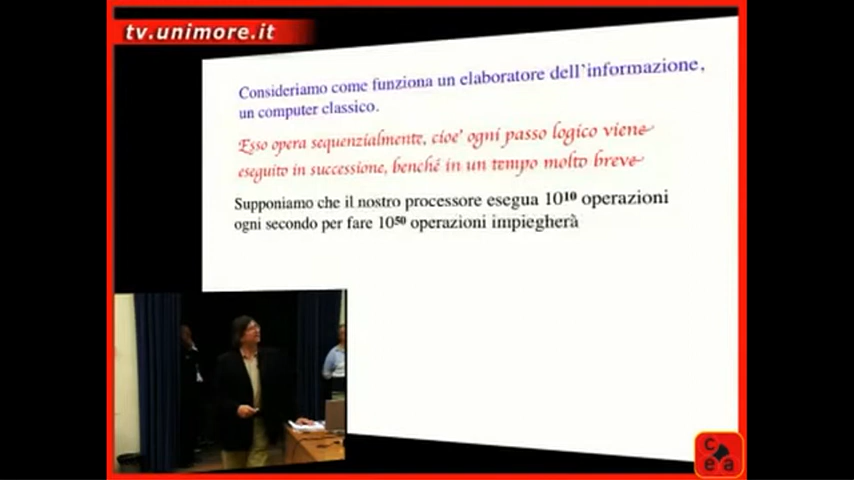 tv.unimore.it
Consideriamo come funziona un elaboratore dell'informazione,
un computer classico.
Esso opera sequenzialmente, cioe' ogni passo logico viene
eseguito in successione, benché in un tempo molto breve
Supponiamo che il nostro processore esegua 10¹⁰ operazioni
ogni secondo per fare 10⁵⁰ operazioni impiegherà
c
e a